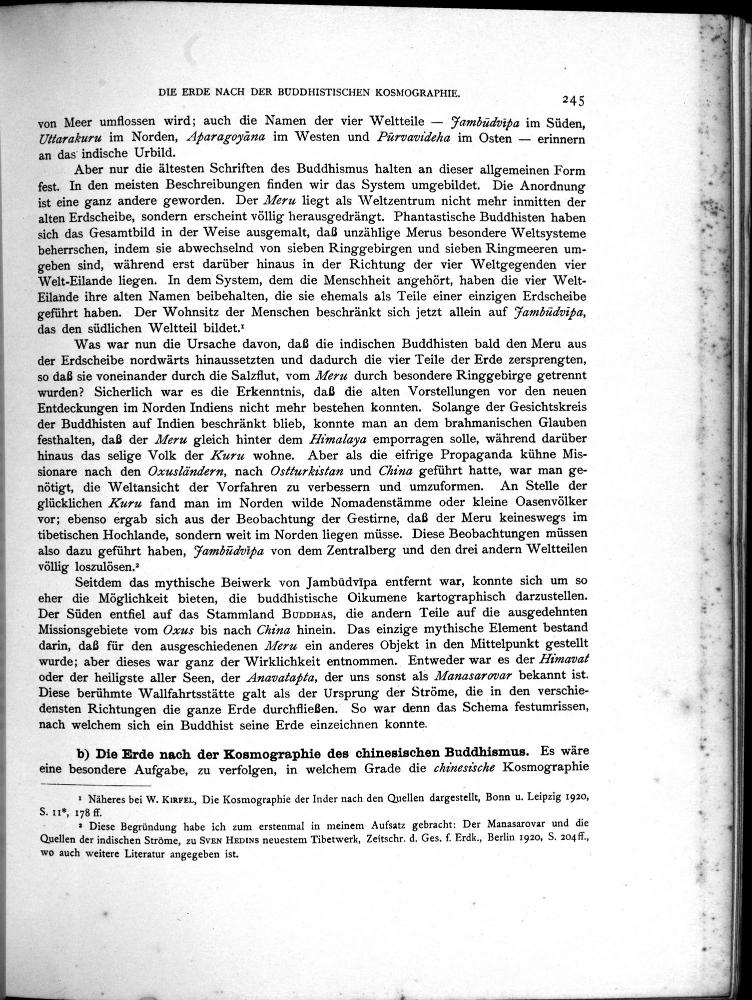 DIE ERDE NACH DER BUDDHISTISCHEN KOSMOGRAPHIE.
245
von Meer umflossen wird; auch die Namen der vier Weltteile — Jambūdvīpa im Süden,
Uttarakuru im Norden, Aparagoyāna im Westen und Pūrvavideha im Osten — erinnern
an das indische Urbild.
Aber nur die ältesten Schriften des Buddhismus halten an dieser allgemeinen Form
fest. In den meisten Beschreibungen finden wir das System umgebildet. Die Anordnung
ist eine ganz andere geworden. Der Meru liegt als Weltzentrum nicht mehr inmitten der
alten Erdscheibe, sondern erscheint völlig herausgedrängt. Phantastische Buddhisten haben
sich das Gesamtbild in der Weise ausgemalt, daß unzählige Merus besondere Weltsysteme
beherrschen, indem sie abwechselnd von sieben Ringgebirgen und sieben Ringmeeren um-
geben sind, während erst darüber hinaus in der Richtung der vier Weltgegenden vier
Welt-Eilande liegen. In dem System, dem die Menschheit angehört, haben die vier Welt-
Eilande ihre alten Namen beibehalten, die sie ehemals als Teile einer einzigen Erdscheibe
geführt haben. Der Wohnsitz der Menschen beschränkt sich jetzt allein auf Jambūdvīpa,
das den südlichen Weltteil bildet.¹
Was war nun die Ursache davon, daß die indischen Buddhisten bald den Meru aus
der Erdscheibe nordwärts hinaussetzten und dadurch die vier Teile der Erde zersprengten,
so daß sie voneinander durch die Salzflut, vom Meru durch besondere Ringgebirge getrennt
wurden? Sicherlich war es die Erkenntnis, daß die alten Vorstellungen vor den neuen
Entdeckungen im Norden Indiens nicht mehr bestehen konnten. Solange der Gesichtskreis
der Buddhisten auf Indien beschränkt blieb, konnte man an dem brahmanischen Glauben
festhalten, daß der Meru gleich hinter dem Himalaya emporragen solle, während darüber
hinaus das selige Volk der Kuru wohne. Aber als die eifrige Propaganda kühne Mis-
sionare nach den Oxusländern, nach Ostturkistan und China geführt hatte, war man ge-
nötigt, die Weltansicht der Vorfahren zu verbessern und umzuformen. An Stelle der
glücklichen Kuru fand man im Norden wilde Nomadenstämme oder kleine Oasenvölker
vor; ebenso ergab sich aus der Beobachtung der Gestirne, daß der Meru keineswegs im
tibetischen Hochlande, sondern weit im Norden liegen müsse. Diese Beobachtungen müssen
also dazu geführt haben, Jambūdvīpa von dem Zentralberg und den drei andern Weltteilen
völlig loszulösen.²
Seitdem das mythische Beiwerk von Jambūdvīpa entfernt war, konnte sich um so
eher die Möglichkeit bieten, die buddhistische Oikumene kartographisch darzustellen.
Der Süden entfiel auf das Stammland BUDDHAS, die andern Teile auf die ausgedehnten
Missionsgebiete vom Oxus bis nach China hinein. Das einzige mythische Element bestand
darin, daß für den ausgeschiedenen Meru ein anderes Objekt in den Mittelpunkt gestellt
wurde; aber dieses war ganz der Wirklichkeit entnommen. Entweder war es der Himavat
oder der heiligste aller Seen, der Anavatapta, der uns sonst als Manasarovar bekannt ist.
Diese berühmte Wallfahrtsstätte galt als der Ursprung der Ströme, die in den verschie-
densten Richtungen die ganze Erde durchfließen. So war denn das Schema festumrissen,
nach welchem sich ein Buddhist seine Erde einzeichnen konnte.
b) Die Erde nach der Kosmographie des chinesischen Buddhismus. Es wäre
eine besondere Aufgabe, zu verfolgen, in welchem Grade die chinesische Kosmographie
¹ Näheres bei W. KIRFEL, Die Kosmographie der Inder nach den Quellen dargestellt, Bonn u. Leipzig 1920,
S. 11*, 178 ff.
² Diese Begründung habe ich zum erstenmal in meinem Aufsatz gebracht: Der Manasarovar und die
Quellen der indischen Ströme, zu SVEN HEDINS neuestem Tibetwerk, Zeitschr. d. Ges. f. Erdk., Berlin 1920, S. 204 ff.,
wo auch weitere Literatur angegeben ist.